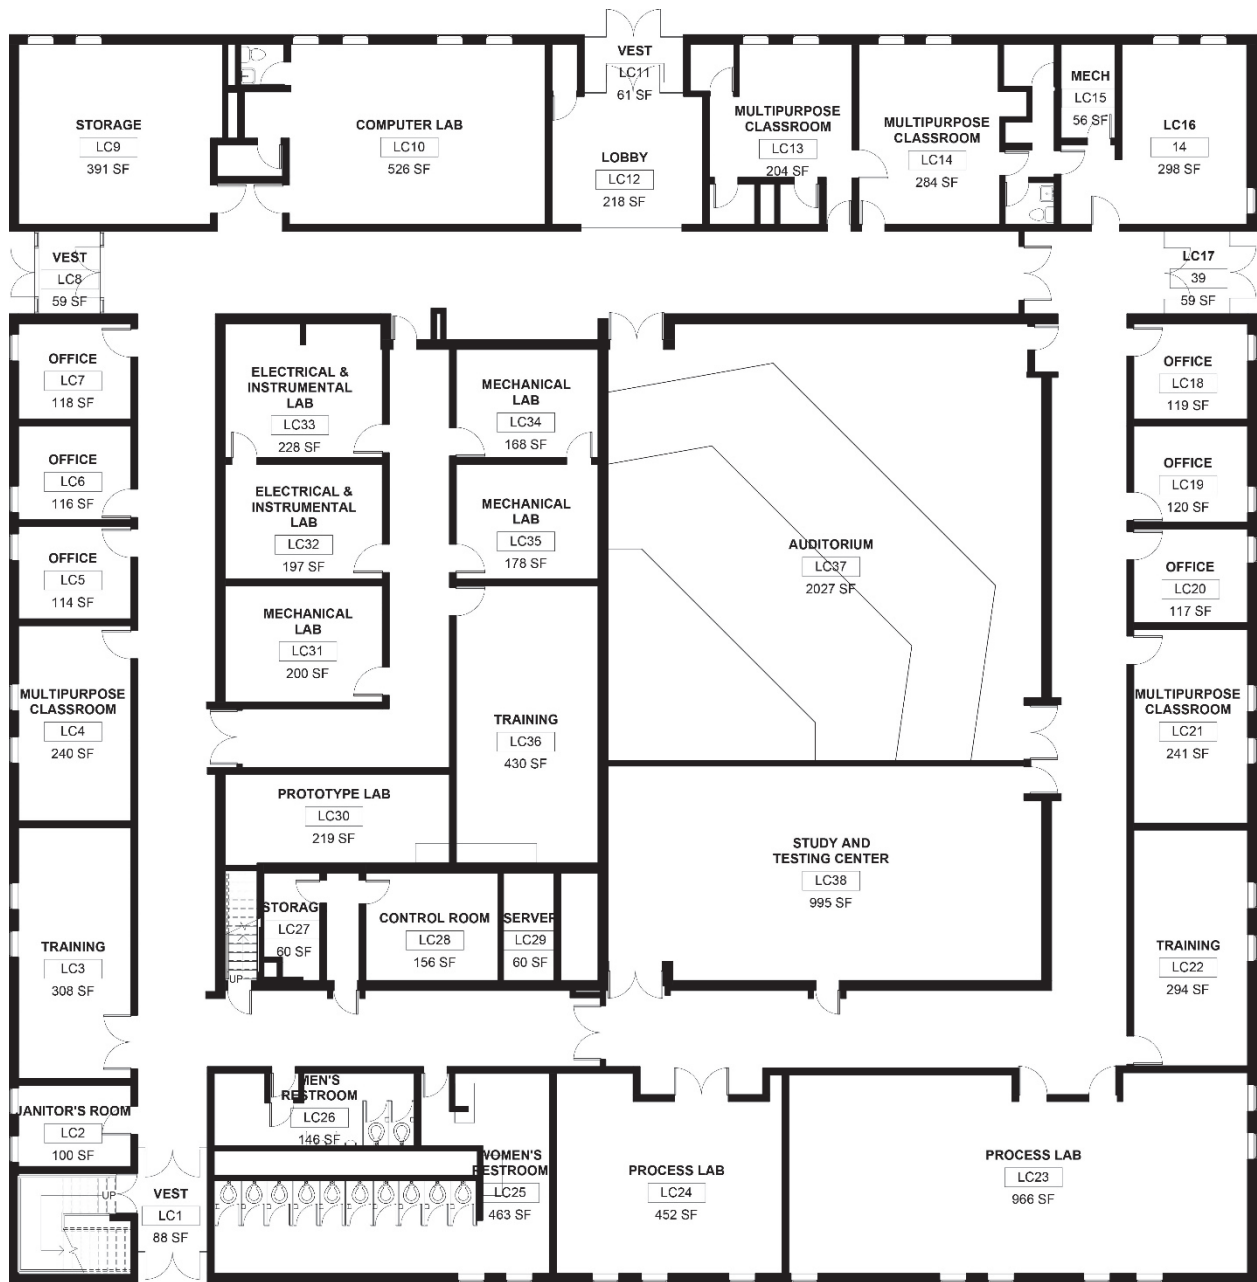 VEST
LC11
61 SF
STORAGE
LC9
391 SF
COMPUTER LAB
LC10
526 SF
LOBBY
LC12
218 SF
MULTIPURPOSE
CLASSROOM
LC13
204 SF
MULTIPURPOSE
CLASSROOM
LC14
284 SF
MECH
LC15
56 SF
LC16
14
298 SF
VEST
LC8
59 SF
LC17
39
59 SF
OFFICE
LC7
118 SF
ELECTRICAL &
INSTRUMENTAL
LAB
LC33
228 SF
MECHANICAL
LAB
LC34
168 SF
OFFICE
LC18
119 SF
OFFICE
LC6
116 SF
ELECTRICAL &
INSTRUMENTAL
LAB
LC32
197 SF
MECHANICAL
LAB
LC35
178 SF
OFFICE
LC19
120 SF
OFFICE
LC5
114 SF
AUDITORIUM
LC37
2027 SF
OFFICE
LC20
117 SF
MECHANICAL
LAB
LC31
200 SF
MULTIPURPOSE
CLASSROOM
LC4
240 SF
TRAINING
LC36
430 SF
MULTIPURPOSE
CLASSROOM
LC21
241 SF
PROTOTYPE LAB
LC30
219 SF
STUDY AND
TESTING CENTER
LC38
995 SF
TRAINING
LC3
308 SF
UP
STORAG
LC27
60 SF
CONTROL ROOM
LC28
156 SF
SERVER
LC29
60 SF
TRAINING
LC22
294 SF
JANITOR'S ROOM
LC2
100 SF
MEN'S
RESTROOM
LC26
146 SF
WOMEN'S
RESTROOM
LC25
463 SF
PROCESS LAB
LC24
452 SF
PROCESS LAB
LC23
966 SF
UP
VEST
LC1
88 SF